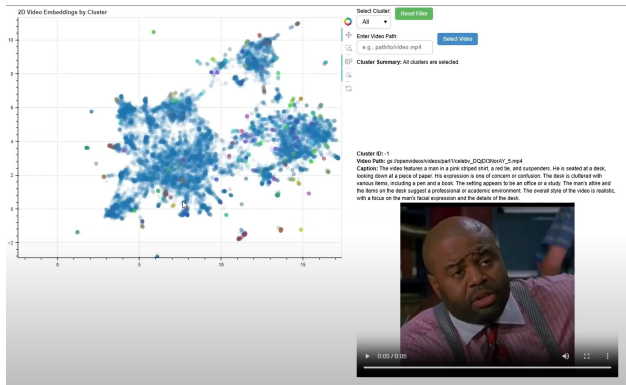 2D Video Embeddings by Cluster
10
8
6
4
2
0
−2
0
5
10
15
Select Cluster:
All
Reset Filter
Enter Video Path:
e.g., path/to/video.mp4
Select Video
Cluster Summary: All clusters are selected.
Cluster ID: -1
Caption: The video features a man in a pink striped shirt, a red tie, and suspenders. He is seated at a desk,
looking down at a piece of paper. His expression is one of concern or confusion. The desk is cluttered with
various items, including a pen and a book. The setting appears to be an office or a study. The man's attire and
the items on the desk suggest a professional or academic environment. The overall style of the video is realistic,
with a focus on the man's facial expression and the details of the desk.
0:05 / 0:05